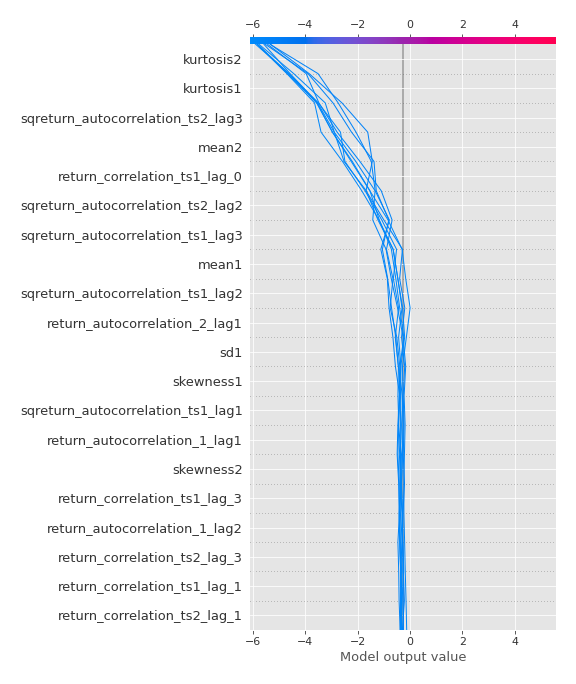 −6 −4 −2 0 2 4
kurtosis2
kurtosis1
sqreturn_autocorrelation_ts2_lag3
mean2
return_correlation_ts1_lag_0
sqreturn_autocorrelation_ts2_lag2
sqreturn_autocorrelation_ts1_lag3
mean1
sqreturn_autocorrelation_ts1_lag2
return_autocorrelation_2_lag1
sd1
skewness1
sqreturn_autocorrelation_ts1_lag1
return_autocorrelation_1_lag1
skewness2
return_correlation_ts1_lag_3
return_autocorrelation_1_lag2
return_correlation_ts2_lag_3
return_correlation_ts1_lag_1
return_correlation_ts2_lag_1
−6 −4 −2 0 2 4
Model output value